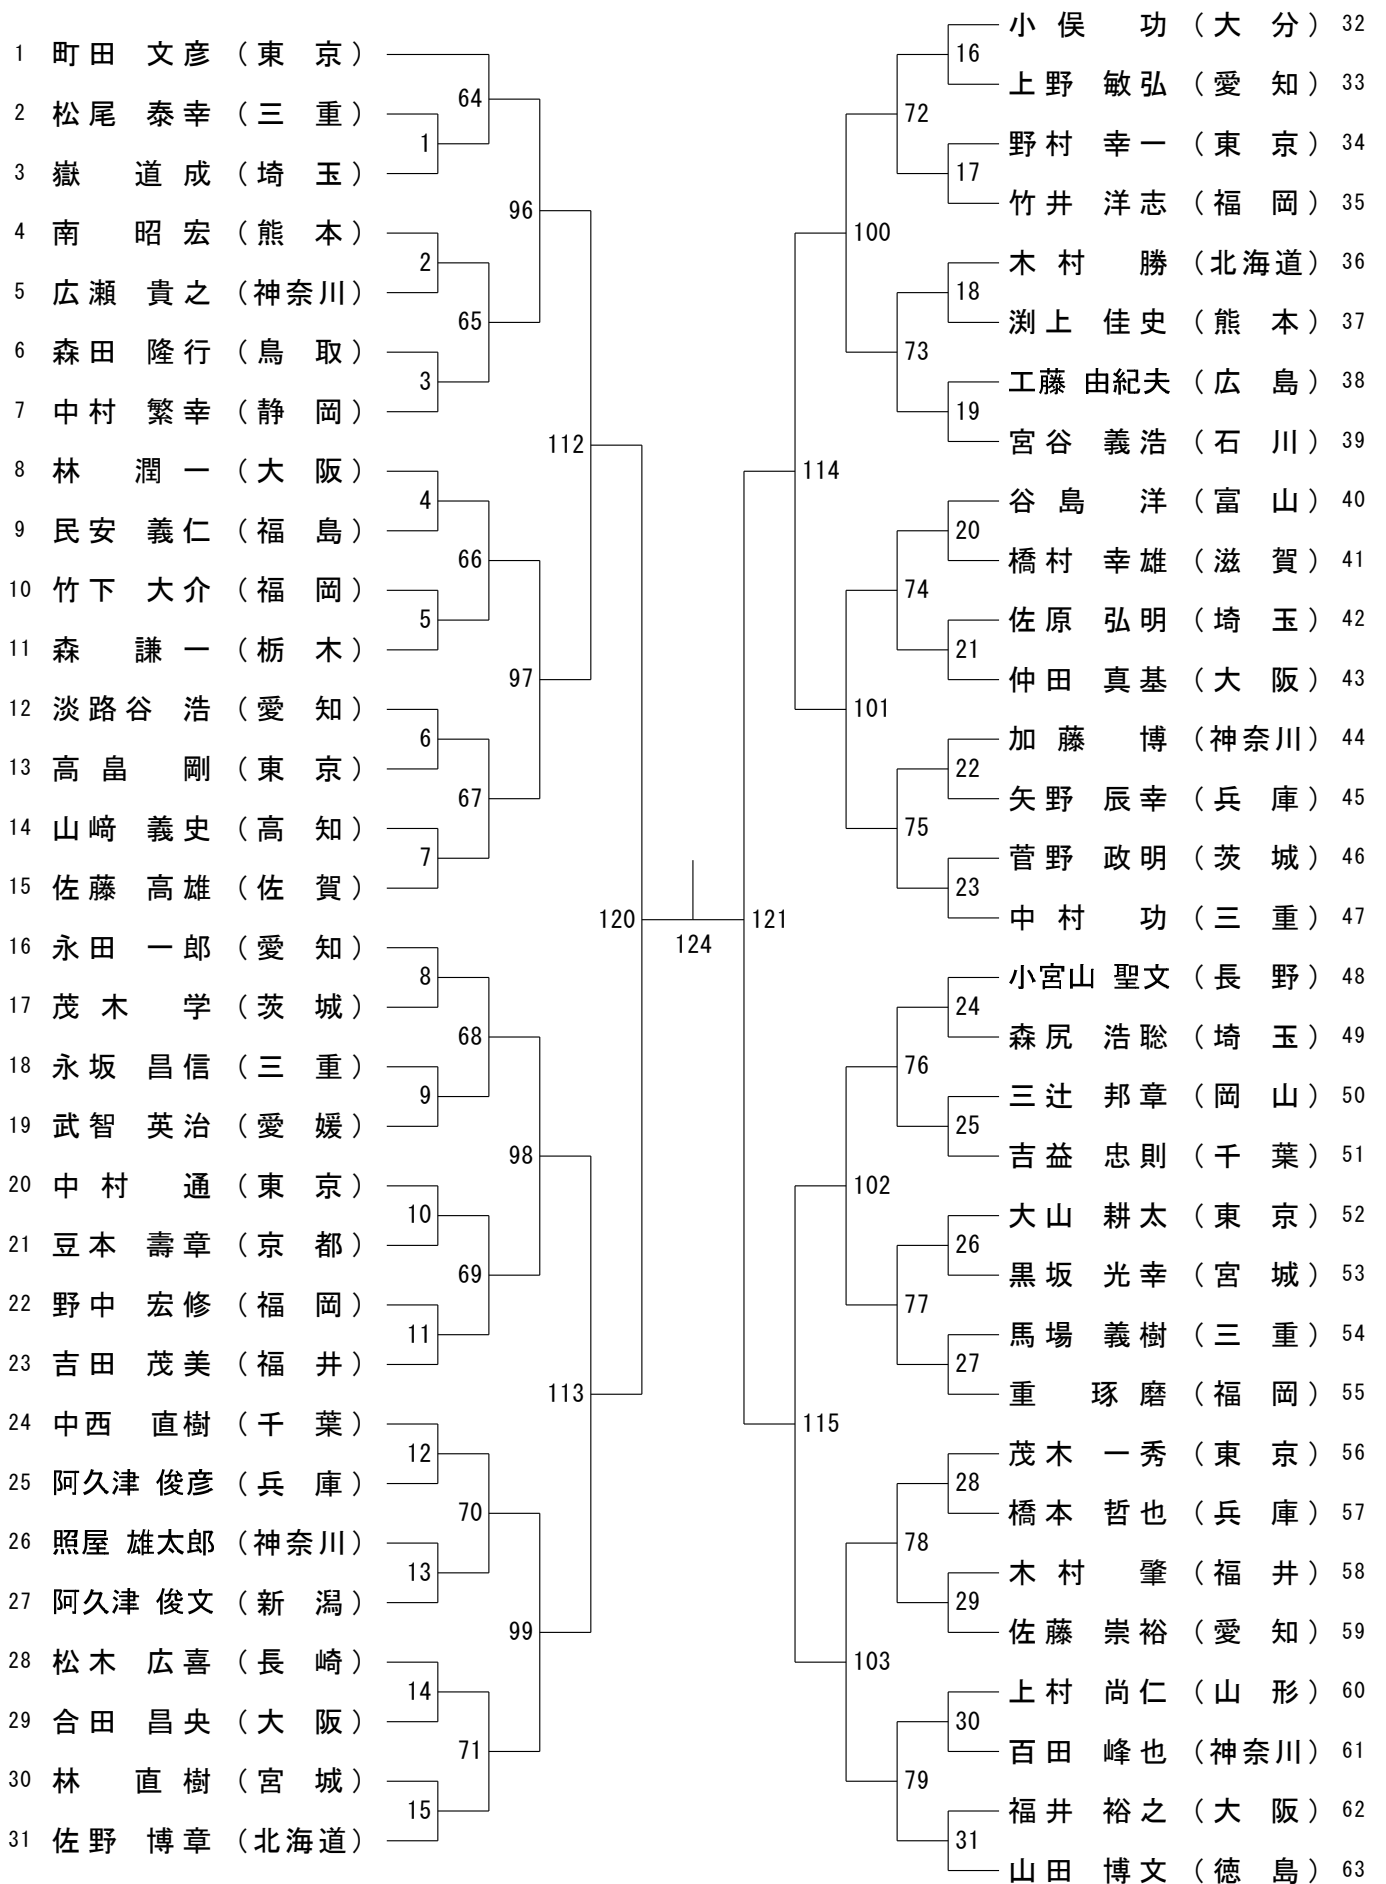 1 町田 文彦 (東 京)
2 松尾 泰幸 (三 重)
3 嶽 道成 (埼 玉)
4 南 昭宏 (熊 本)
5 広瀬 貴之 (神奈川)
6 森田 隆行 (鳥 取)
7 中村 繁幸 (静 岡)
8 林 潤一 (大 阪)
9 民安 義仁 (福 島)
10 竹下 大介 (福 岡)
11 森 謙一 (栃 木)
12 淡路谷 浩 (愛 知)
13 高畠 剛 (東 京)
14 山﨑 義史 (高 知)
15 佐藤 高雄 (佐 賀)
16 永田 一郎 (愛 知)
17 茂木 学 (茨 城)
18 永坂 昌信 (三 重)
19 武智 英治 (愛 媛)
20 中村 通 (東 京)
21 豆本 壽章 (京 都)
22 野中 宏修 (福 岡)
23 吉田 茂美 (福 井)
24 中西 直樹 (千 葉)
25 阿久津 俊彦 (兵 庫)
26 照屋 雄太郎 (神奈川)
27 阿久津 俊文 (新 潟)
28 松木 広喜 (長 崎)
29 合田 昌央 (大 阪)
30 林 直樹 (宮 城)
31 佐野 博章 (北海道)
1
2
3
4
5
6
7
8
9
10
11
12
13
14
15
64
65
66
67
68
69
70
71
96
97
98
99
112
113
120
124
121
114
115
100
101
102
103
72
73
74
75
76
77
78
79
16
17
18
19
20
21
22
23
24
25
26
27
28
29
30
31
小俣 功 (大 分) 32
上野 敏弘 (愛 知) 33
野村 幸一 (東 京) 34
竹井 洋志 (福 岡) 35
木村 勝 (北海道) 36
渕上 佳史 (熊 本) 37
工藤 由紀夫 (広 島) 38
宮谷 義浩 (石 川) 39
谷島 洋 (富 山) 40
橋村 幸雄 (滋 賀) 41
佐原 弘明 (埼 玉) 42
仲田 真基 (大 阪) 43
加藤 博 (神奈川) 44
矢野 辰幸 (兵 庫) 45
菅野 政明 (茨 城) 46
中村 功 (三 重) 47
小宮山 聖文 (長 野) 48
森尻 浩聡 (埼 玉) 49
三辻 邦章 (岡 山) 50
吉益 忠則 (千 葉) 51
大山 耕太 (東 京) 52
黒坂 光幸 (宮 城) 53
馬場 義樹 (三 重) 54
重 琢磨 (福 岡) 55
茂木 一秀 (東 京) 56
橋本 哲也 (兵 庫) 57
木村 肇 (福 井) 58
佐藤 崇裕 (愛 知) 59
上村 尚仁 (山 形) 60
百田 峰也 (神奈川) 61
福井 裕之 (大 阪) 62
山田 博文 (徳 島) 63